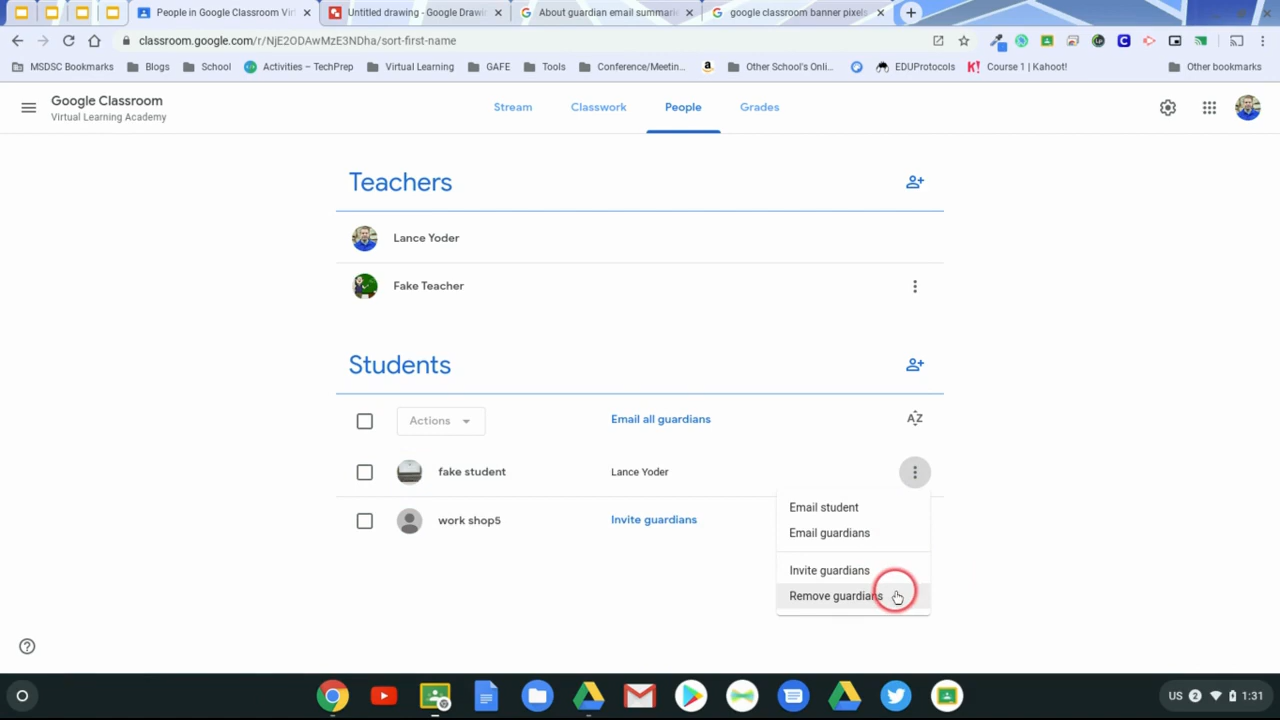 People in Google Classroom Virt
Untitled drawing - Google Drawin
About guardian email summarie
google classroom banner pixels
classroom.google.com/r/NjE2ODAwMzE3NDha/sort-first-name
MSDSC Bookmarks
Blogs
School
Activities – TechPrep
Virtual Learning
GAFE
Tools
Conference/Meetin...
Other School's Onli...
EDUProtocols
K!
Course 1 | Kahoot!
Other bookmarks
Google Classroom
Virtual Learning Academy
Stream
Classwork
People
Grades
Teachers
Lance Yoder
Fake Teacher
Students
Actions
Email all guardians
AZ
fake student
Lance Yoder
work shop5
Invite guardians
Email student
Email guardians
Invite guardians
Remove guardians
US 2 1:31